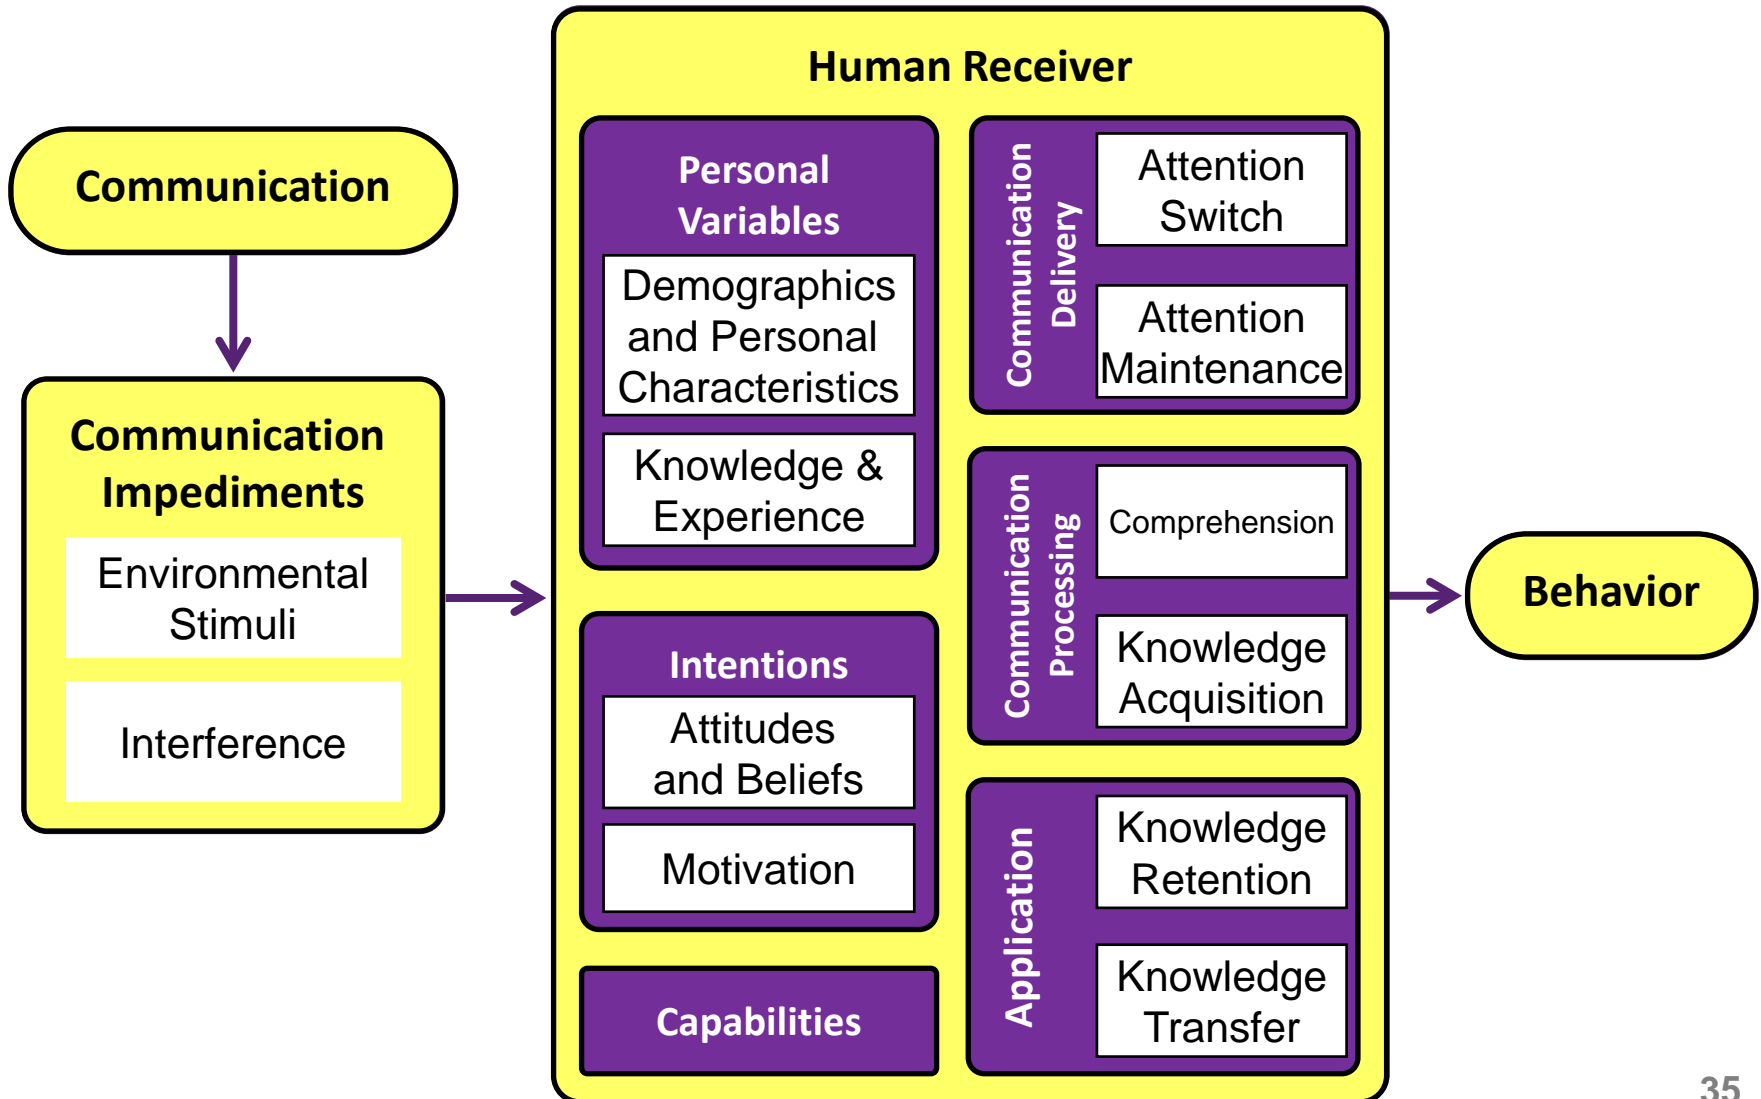 Human Receiver
Communication
Communication
Impediments
Environmental
Stimuli
Interference
Personal
Variables
Demographics
and Personal
Characteristics
Knowledge &
Experience
Intentions
Attitudes
and Beliefs
Motivation
Capabilities
Communication
Delivery
Attention
Switch
Attention
Maintenance
Communication
Processing
Comprehension
Knowledge
Acquisition
Application
Knowledge
Retention
Knowledge
Transfer
Behavior
35